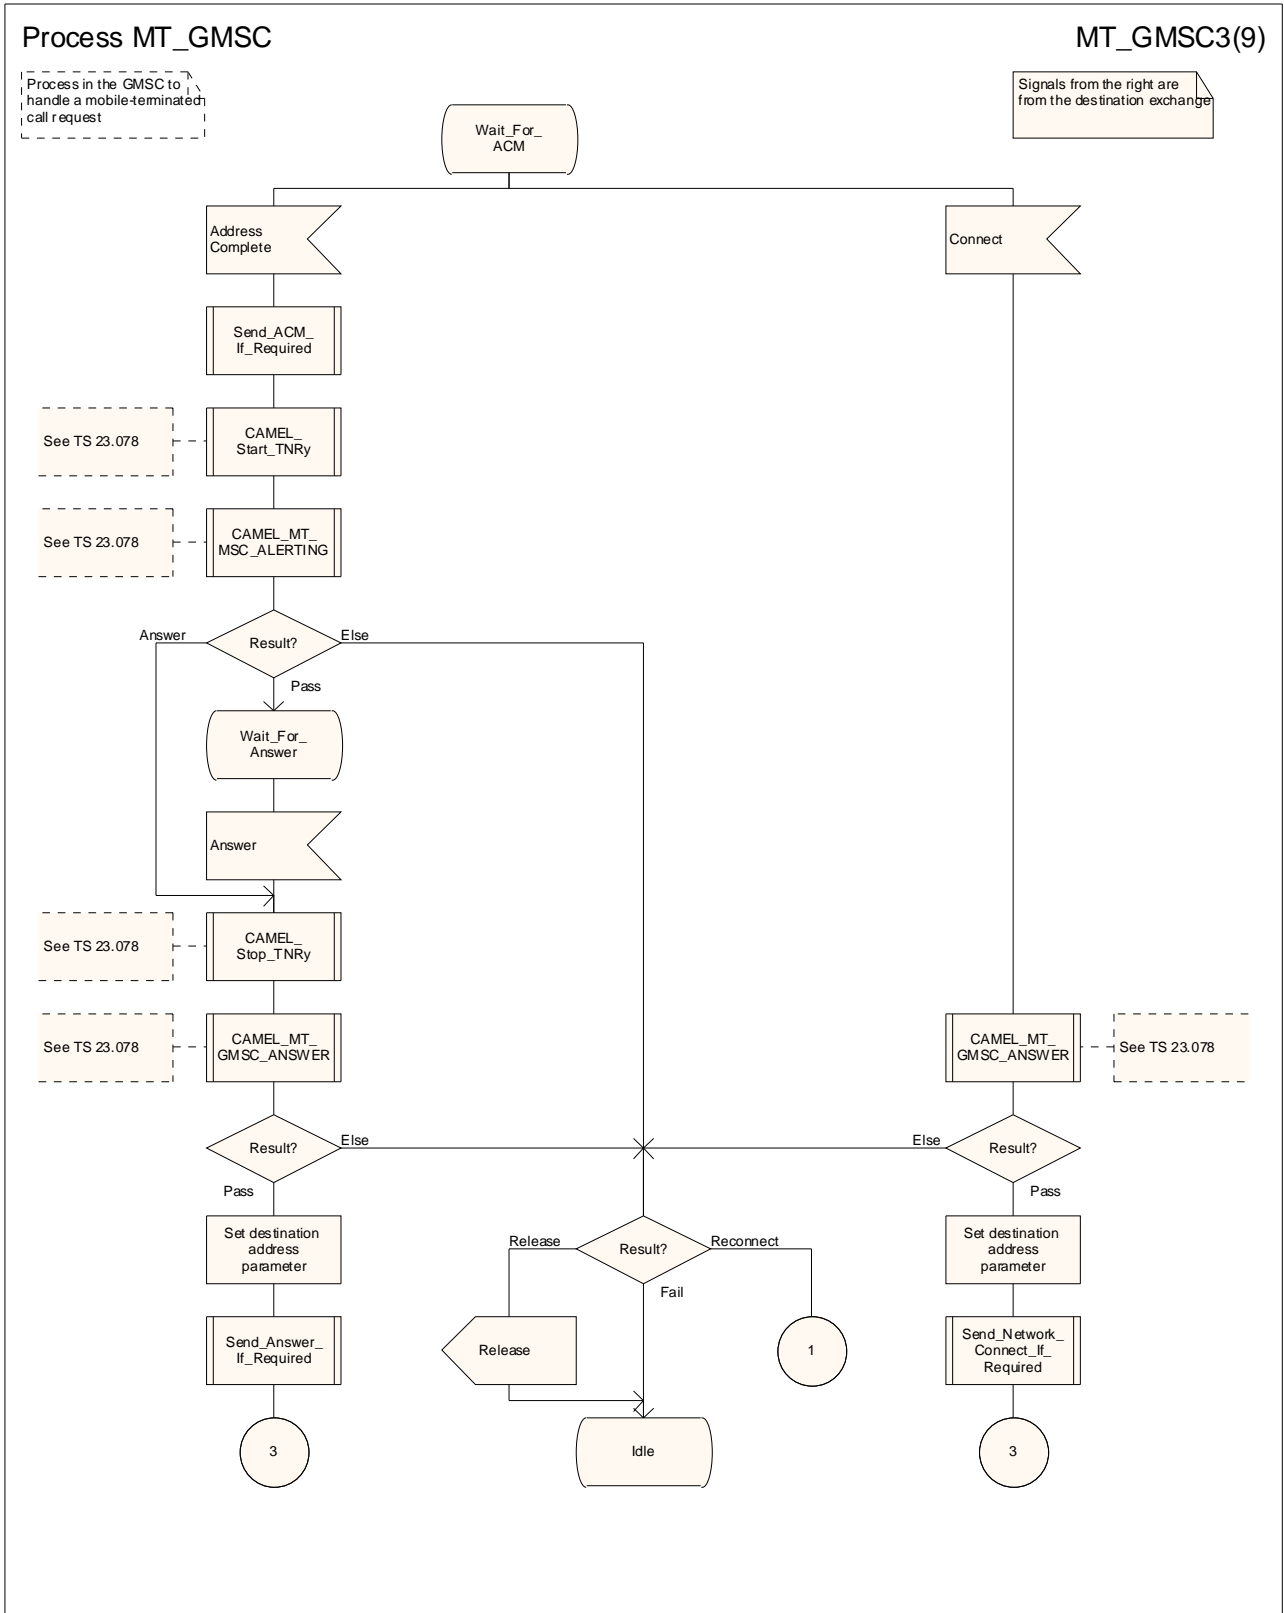 Process MT_GMSC
MT_GMSC3(9)
Process in the GMSC to
handle a mobile-terminated
call request
Signals from the right are
from the destination exchange
Wait_For_
ACM
Address
Complete
Connect
Send_ACM_
If_Required
See TS 23.078
CAMEL_
Start_TNRy
See TS 23.078
CAMEL_MT_
MSC_ALERTING
Answer
Result?
Else
Pass
Wait_For_
Answer
Answer
See TS 23.078
CAMEL_
Stop_TNRy
See TS 23.078
CAMEL_MT_
GMSC_ANSWER
CAMEL_MT_
GMSC_ANSWER
See TS 23.078
Result?
Else
Else
Result?
Pass
Pass
Set destination
address
parameter
Release
Result?
Reconnect
Fail
Set destination
address
parameter
Send_Answer_
If_Required
Release
1
Send_Network_
Connect_If_
Required
3
Idle
3